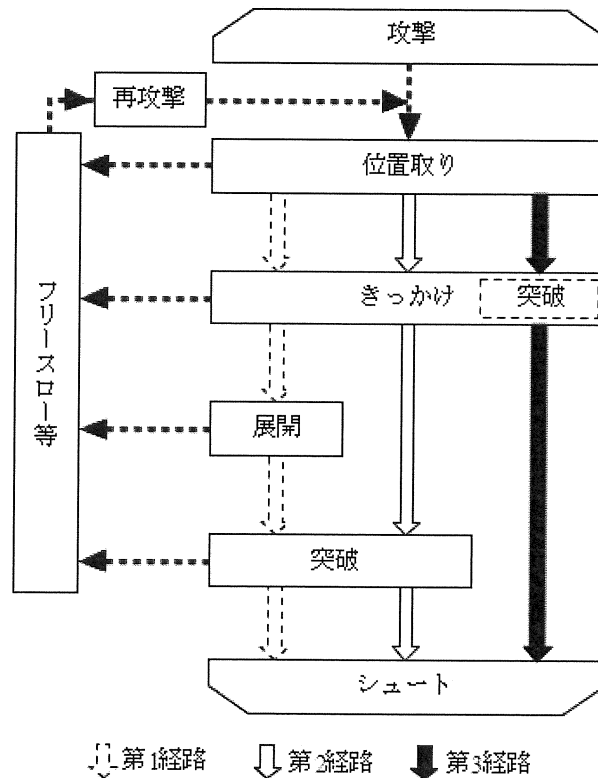 攻撃
再攻撃
位置取り
フリースロー等
きっかけ
突破
展開
突破
シュート
第1経路 第2経路 第3経路